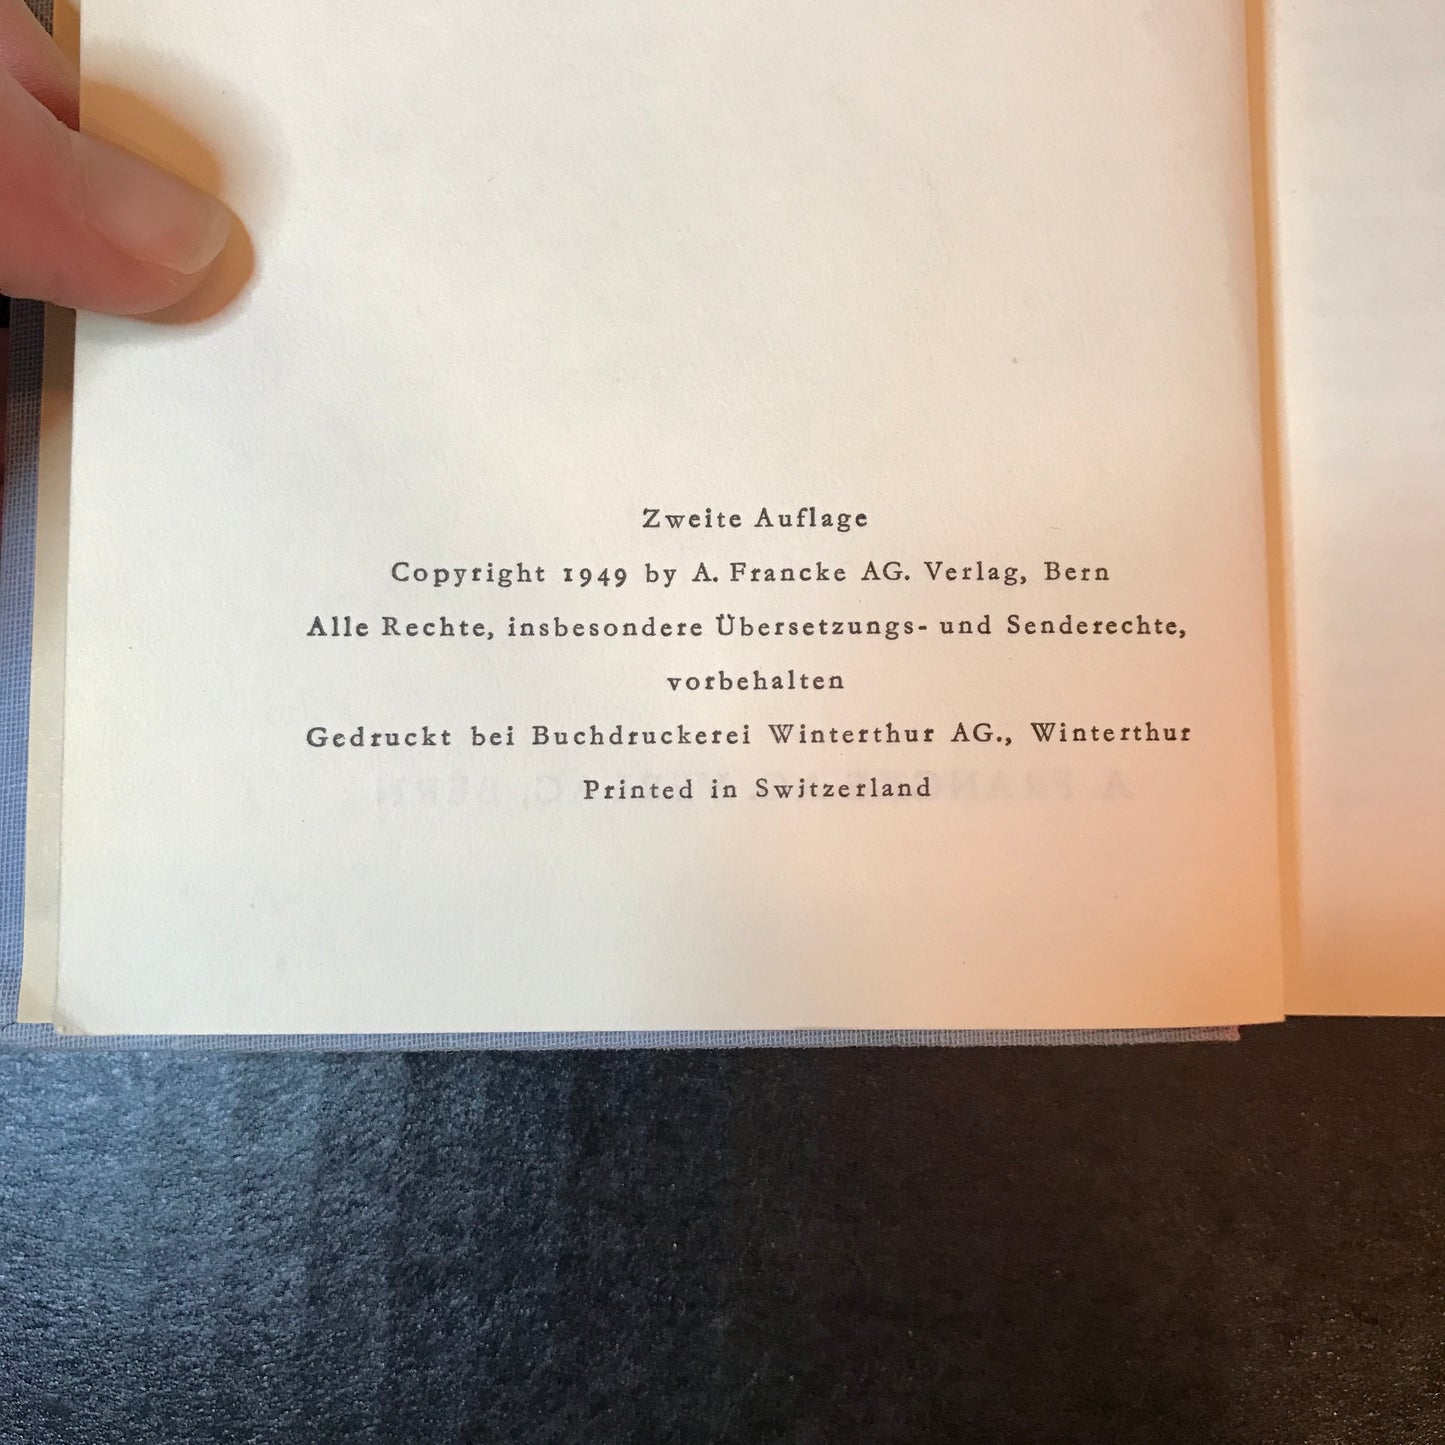 Zweite Auflage
Copyright 1949 by A. Francke AG. Verlag, Bern
Alle Rechte, insbesondere Übersetzungs- und Senderechte,
vorbehalten
Gedruckt bei Buchdruckerei Winterthur AG., Winterthur
Printed in Switzerland